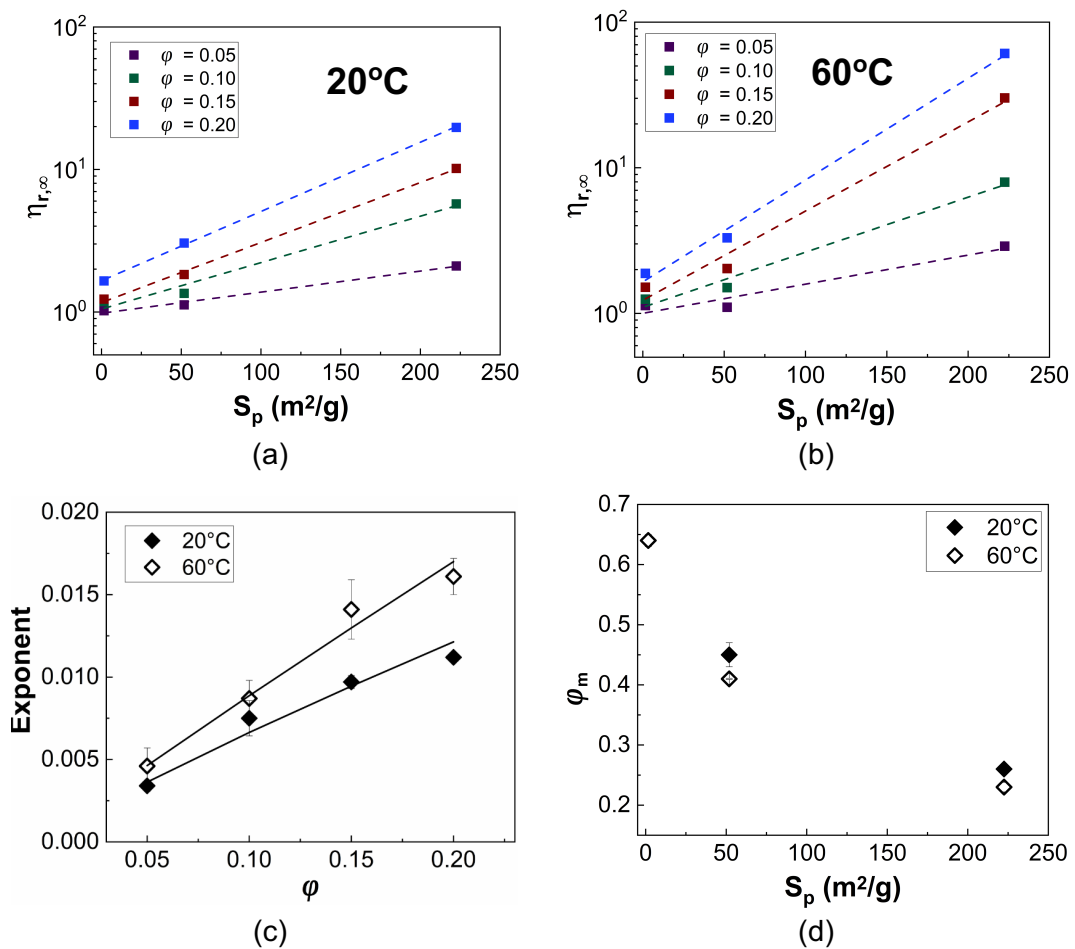 10²
φ = 0.05
φ = 0.10
φ = 0.15
φ = 0.20
20°C
10¹
ηr,∞
10⁰
0 50 100 150 200 250
Sp (m²/g)
(a)
10²
φ = 0.05
φ = 0.10
φ = 0.15
φ = 0.20
60°C
10¹
ηr,∞
10⁰
0 50 100 150 200 250
Sp (m²/g)
(b)
0.020
20°C
60°C
0.015
Exponent
0.010
0.005
0.000
0.05 0.10 0.15 0.20
φ
(c)
0.7
20°C
60°C
0.6
0.5
φm
0.4
0.3
0.2
0 50 100 150 200 250
Sp (m²/g)
(d)